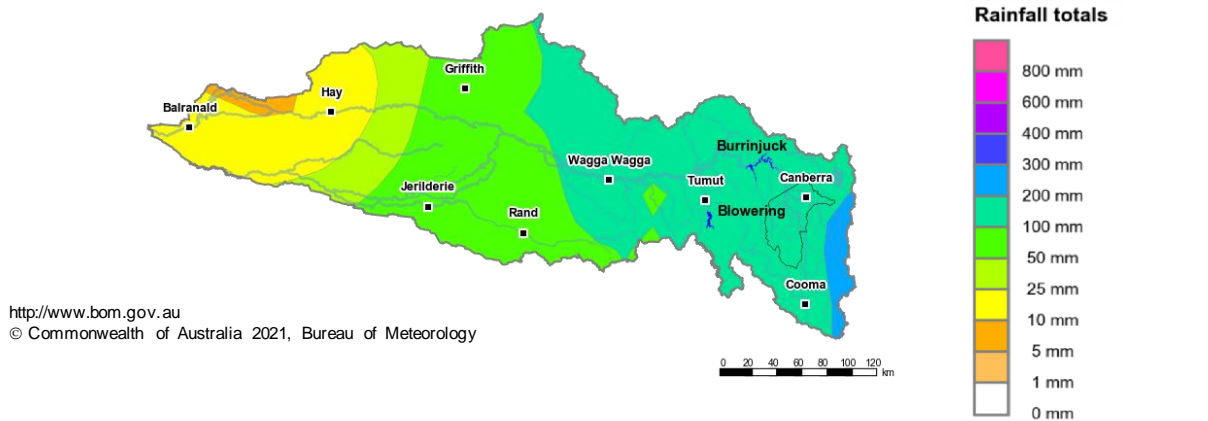 Rainfall totals
800 mm
600 mm
400 mm
300 mm
200 mm
100 mm
50 mm
25 mm
10 mm
5 mm
1 mm
0 mm
Griffith
Hay
Balranald
Burrinjuck
Wagga Wagga
Tumut
Canberra
Jerilderie
Rand
Blowering
Cooma
http://www.bom.gov.au
© Commonwealth of Australia 2021, Bureau of Meteorology
0 20 40 60 80 100 120
km